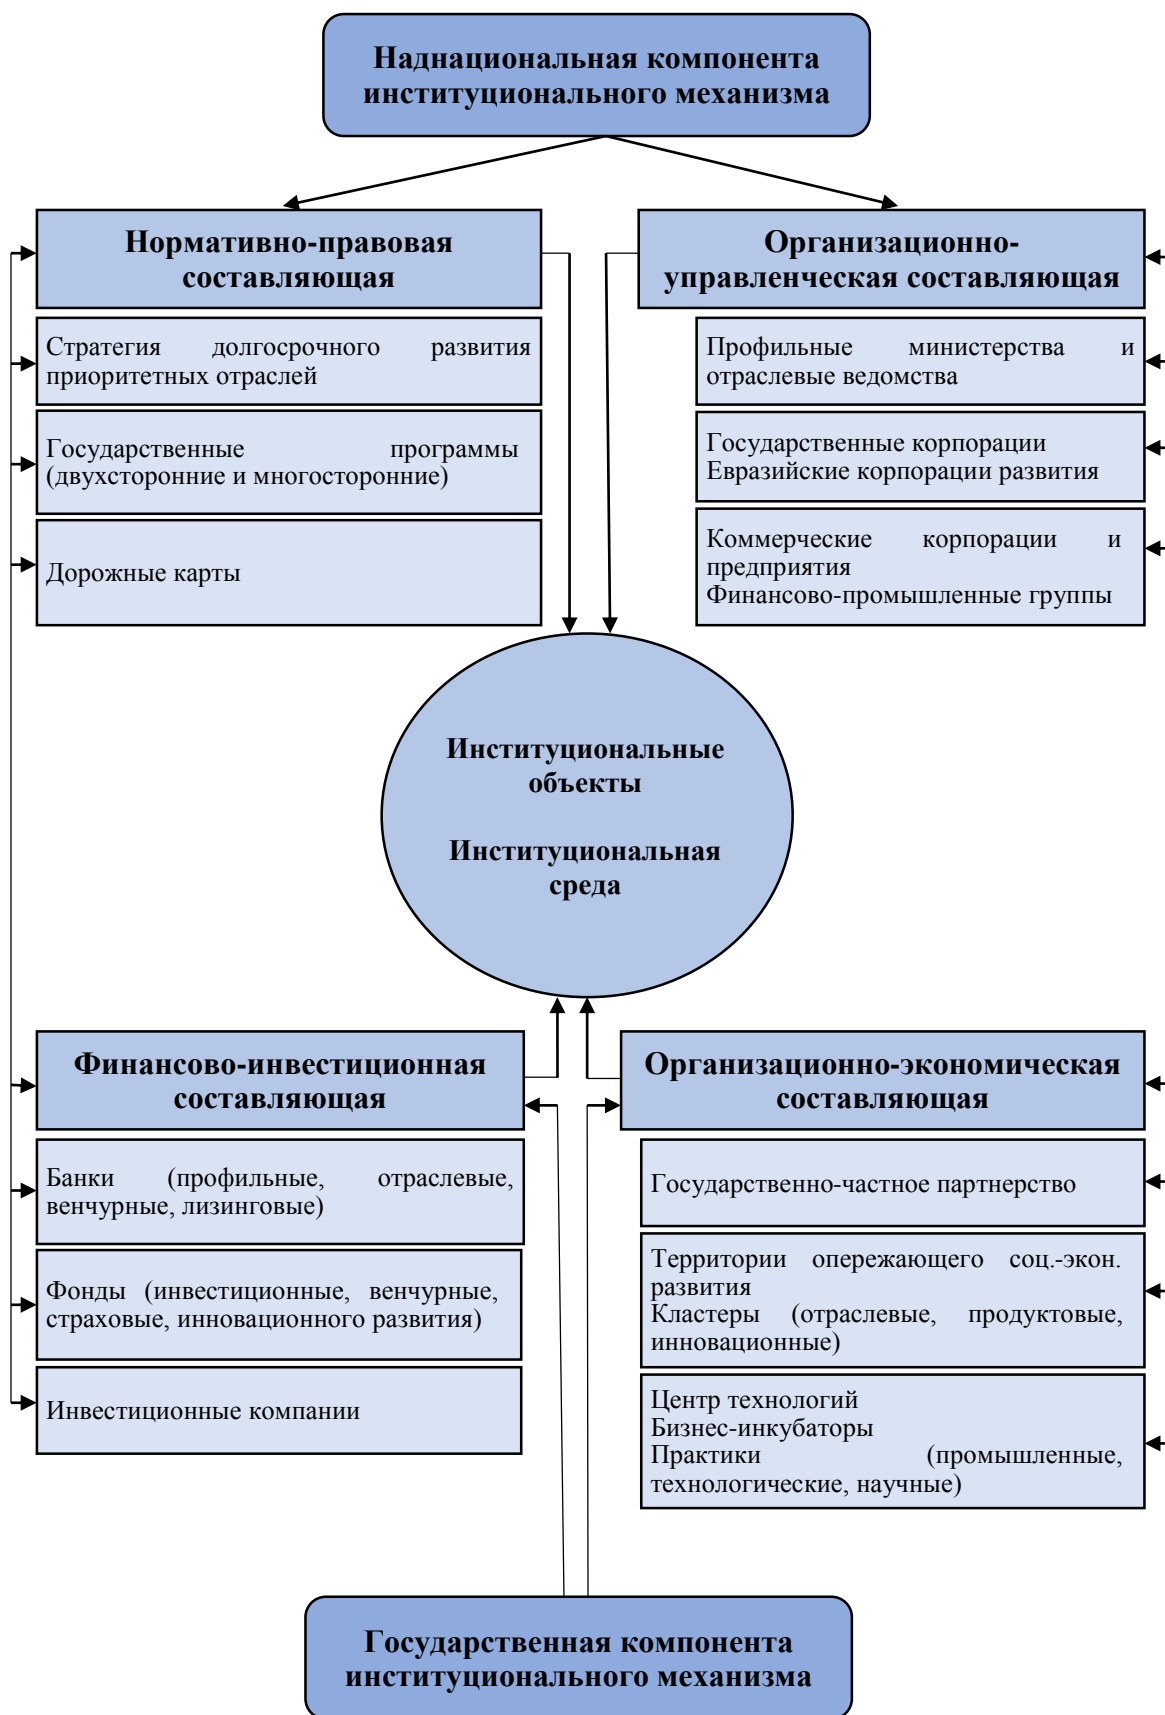 Наднациональная компонента
институционального механизма
Нормативно-правовая
составляющая
Стратегия долгосрочного развития
приоритетных отраслей
Государственные программы
(двухсторонние и многосторонние)
Дорожные карты
Организационно-
управленческая составляющая
Профильные министерства и
отраслевые ведомства
Государственные корпорации
Евразийские корпорации развития
Коммерческие корпорации и
предприятия
Финансово-промышленные группы
Институциональные
объекты
Институциональная
среда
Финансово-инвестиционная
составляющая
Банки (профильные, отраслевые,
венчурные, лизинговые)
Фонды (инвестиционные, венчурные,
страховые, инновационного развития)
Инвестиционные компании
Организационно-экономическая
составляющая
Государственно-частное партнерство
Территории опережающего соц.-экон.
развития
Кластеры (отраслевые, продуктовые,
инновационные)
Центр технологий
Бизнес-инкубаторы
Практики (промышленные,
технологические, научные)
Государственная компонента
институционального механизма